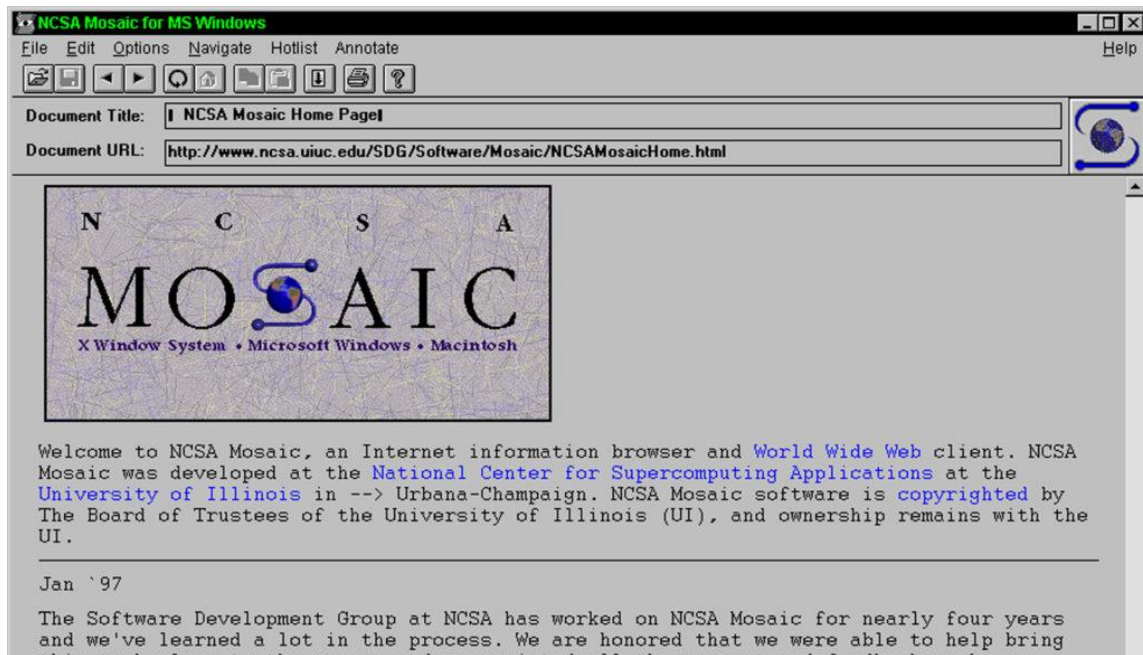 NCSA Mosaic for MS Windows
File Edit Options Navigate Hotlist Annotate Help
Document Title: NCSA Mosaic Home Page
Document URL: http://www.ncsa.uiuc.edu/SDG/Software/Mosaic/NCSAMosaicHome.html
N C S A
MOSAIC
X Window System • Microsoft Windows • Macintosh
Welcome to NCSA Mosaic, an Internet information browser and World Wide Web client. NCSA
Mosaic was developed at the National Center for Supercomputing Applications at the
University of Illinois in --> Urbana-Champaign. NCSA Mosaic software is copyrighted by
The Board of Trustees of the University of Illinois (UI), and ownership remains with the
UI.
Jan `97
The Software Development Group at NCSA has worked on NCSA Mosaic for nearly four years
and we've learned a lot in the process. We are honored that we were able to help bring